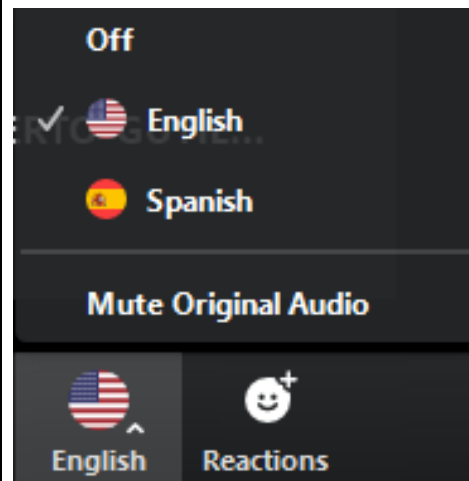 Off
English
Spanish
Mute Original Audio
English
Reactions